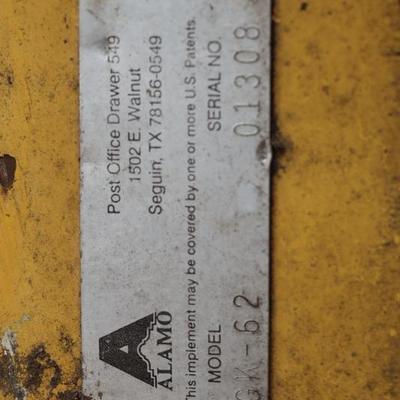 ALAMO
Post Office Drawer 549
1502 E. Walnut
Seguin, TX 78156-0549
This implement may be covered by one or more U.S. Patents.
MODEL SERIAL NO.
GK-62 01308